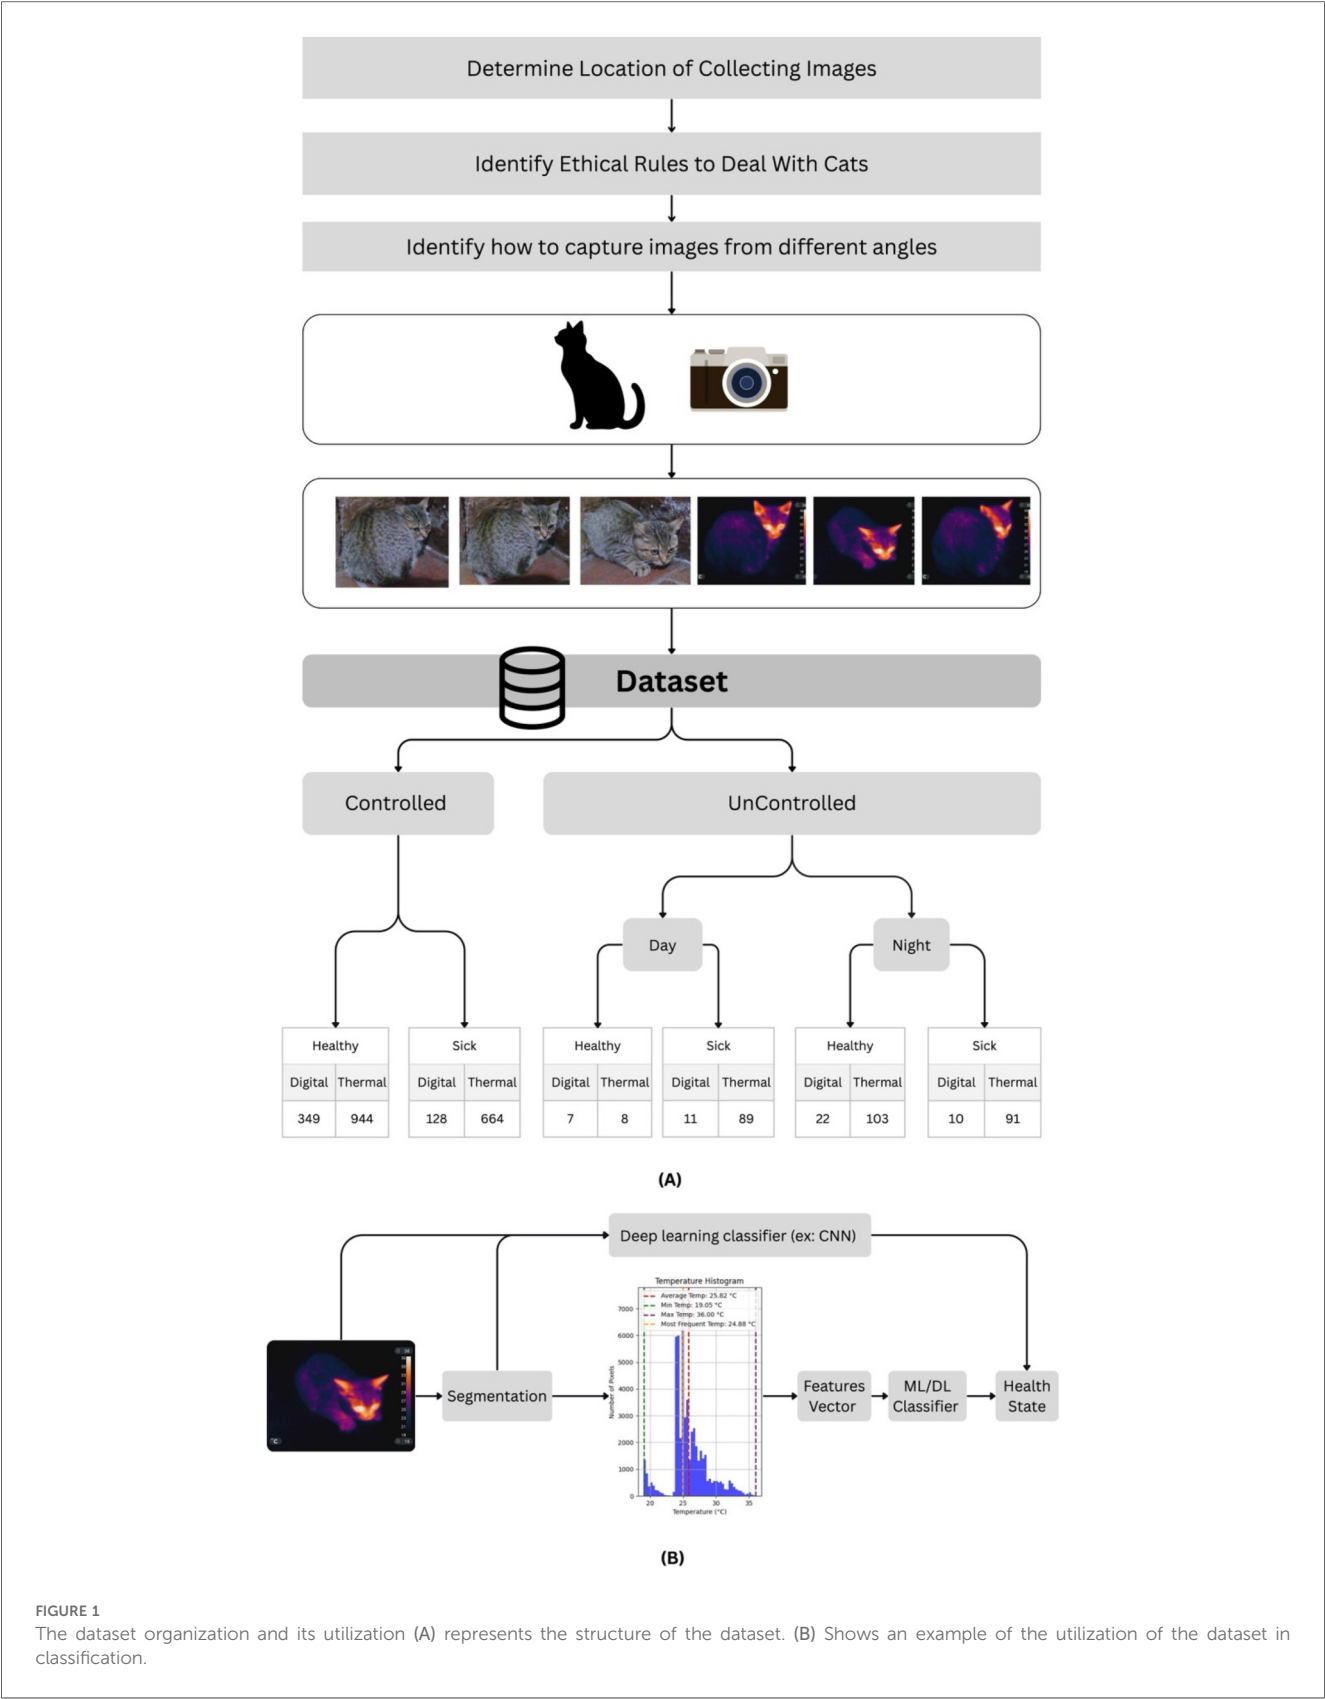 Determine Location of Collecting Images
Identify Ethical Rules to Deal With Cats
Identify how to capture images from different angles
Dataset
Controlled
UnControlled
Day
Night
Healthy
Sick
Healthy
Sick
Healthy
Sick
Digital Thermal
Digital Thermal
Digital Thermal
Digital Thermal
Digital Thermal
Digital Thermal
349 944
128 664
7 8
11 89
22 103
10 91
(A)
Deep learning classifier (ex: CNN)
Temperature Histogram
Average Temp: 25.82 °C
Min Temp: 19.05 °C
Max Temp: 36.00 °C
Most Frequent Temp: 24.88 °C
7000
6000
5000
4000
3000
2000
1000
0
Number of Pixels
20 25 30 35
Temperature (°C)
°C
Segmentation
Features
Vector
ML/DL
Classifier
Health
State
(B)
FIGURE 1
The dataset organization and its utilization (A) represents the structure of the dataset. (B) Shows an example of the utilization of the dataset in
classification.